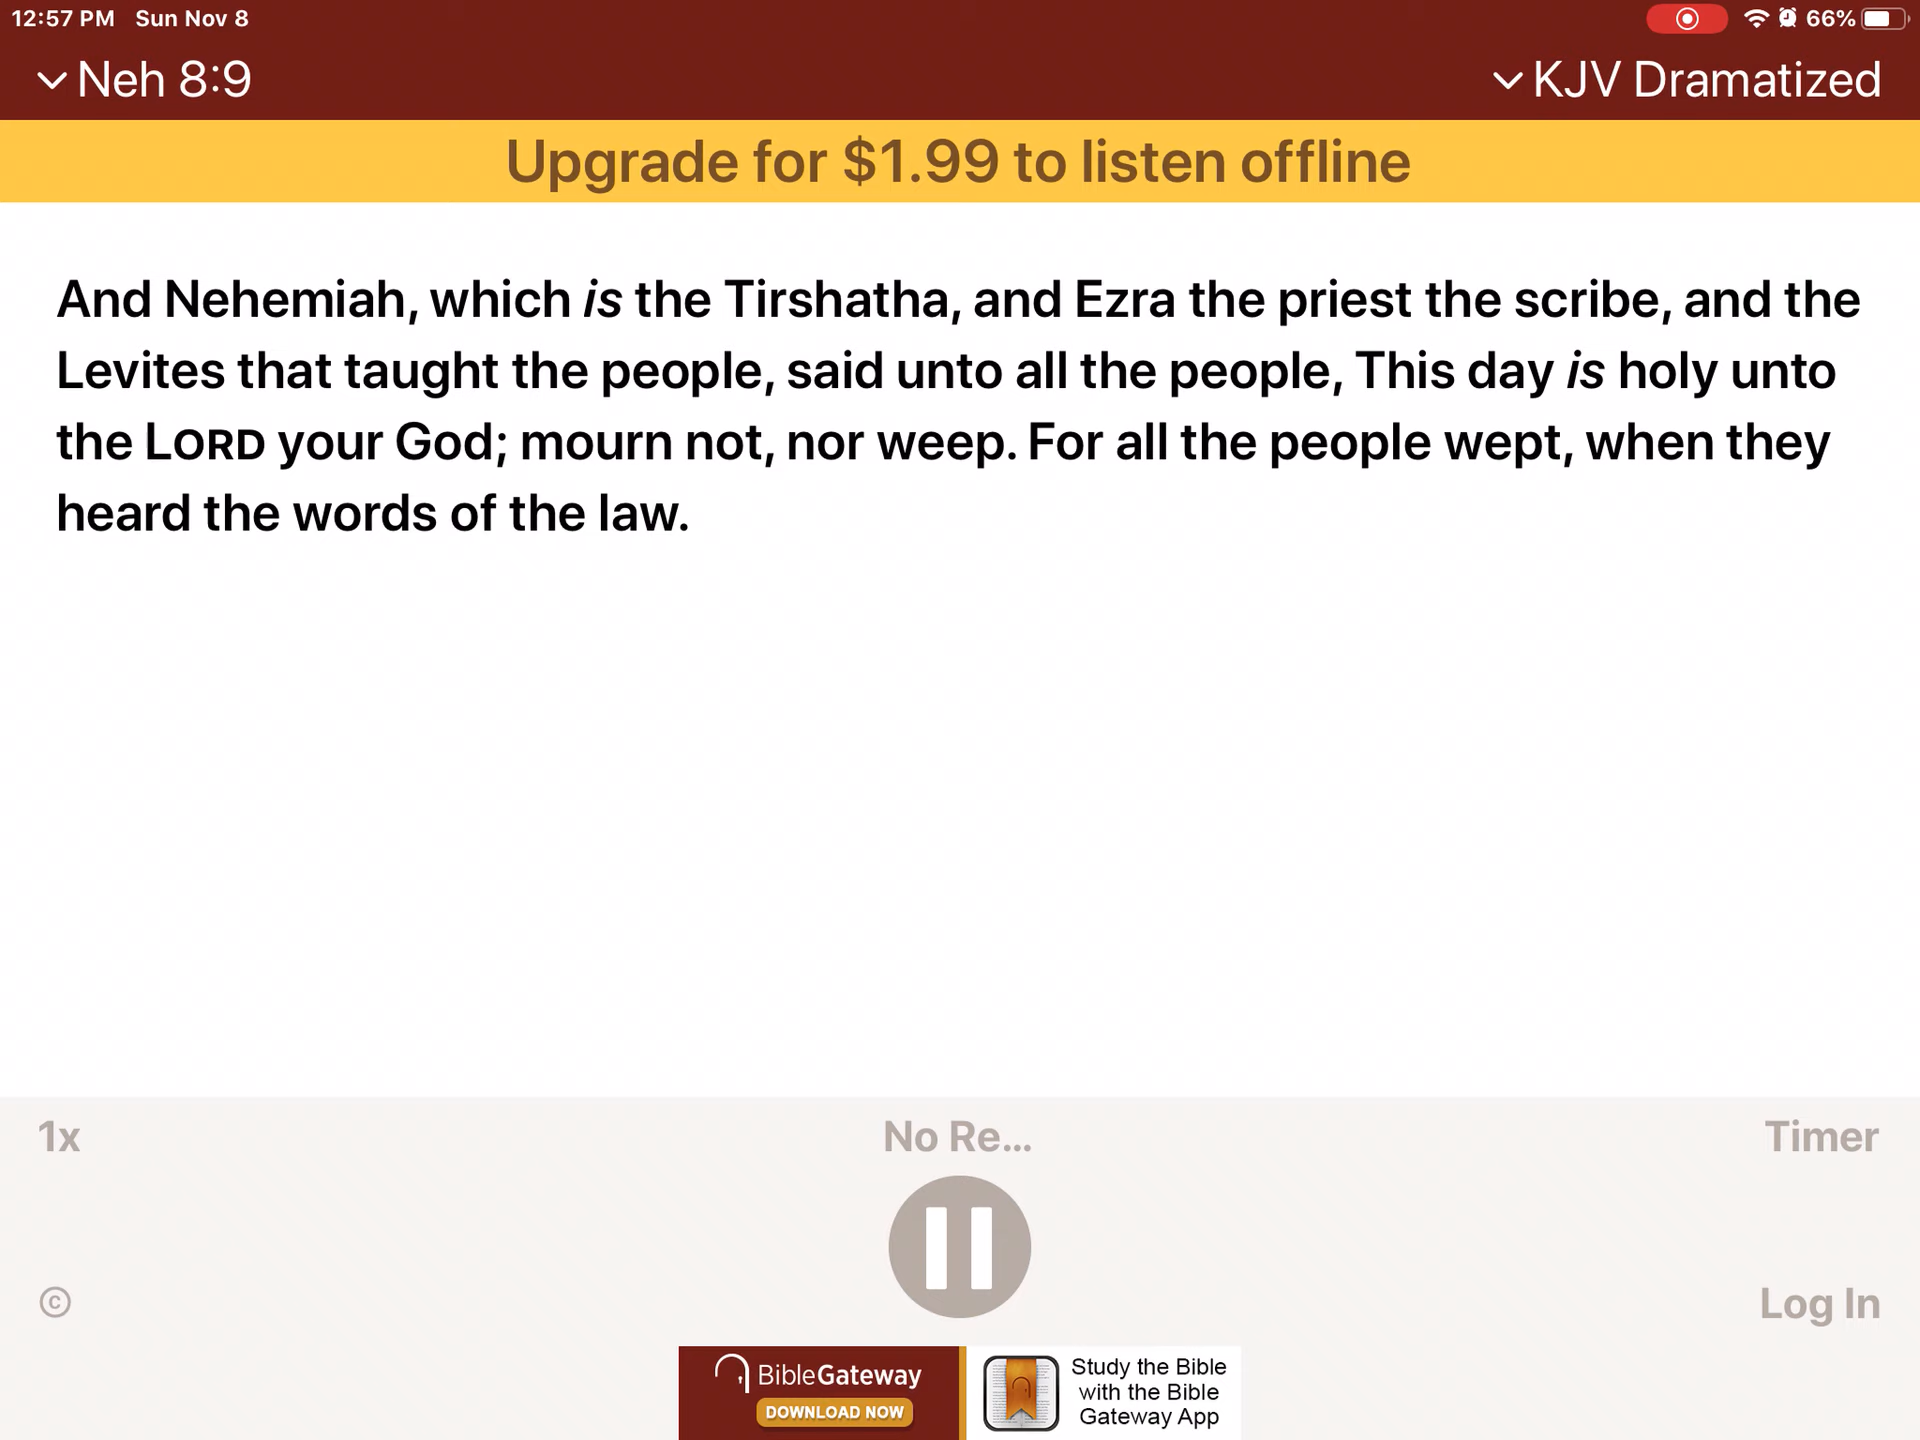 12:57 PM Sun Nov 8
66%
Neh 8:9
KJV Dramatized
Upgrade for $1.99 to listen offline
And Nehemiah, which is the Tirshatha, and Ezra the priest the scribe, and the
Levites that taught the people, said unto all the people, This day is holy unto
the LORD your God; mourn not, nor weep. For all the people wept, when they
heard the words of the law.
1x
No Re...
Timer
©
Log In
BibleGateway
DOWNLOAD NOW
Study the Bible
with the Bible
Gateway App